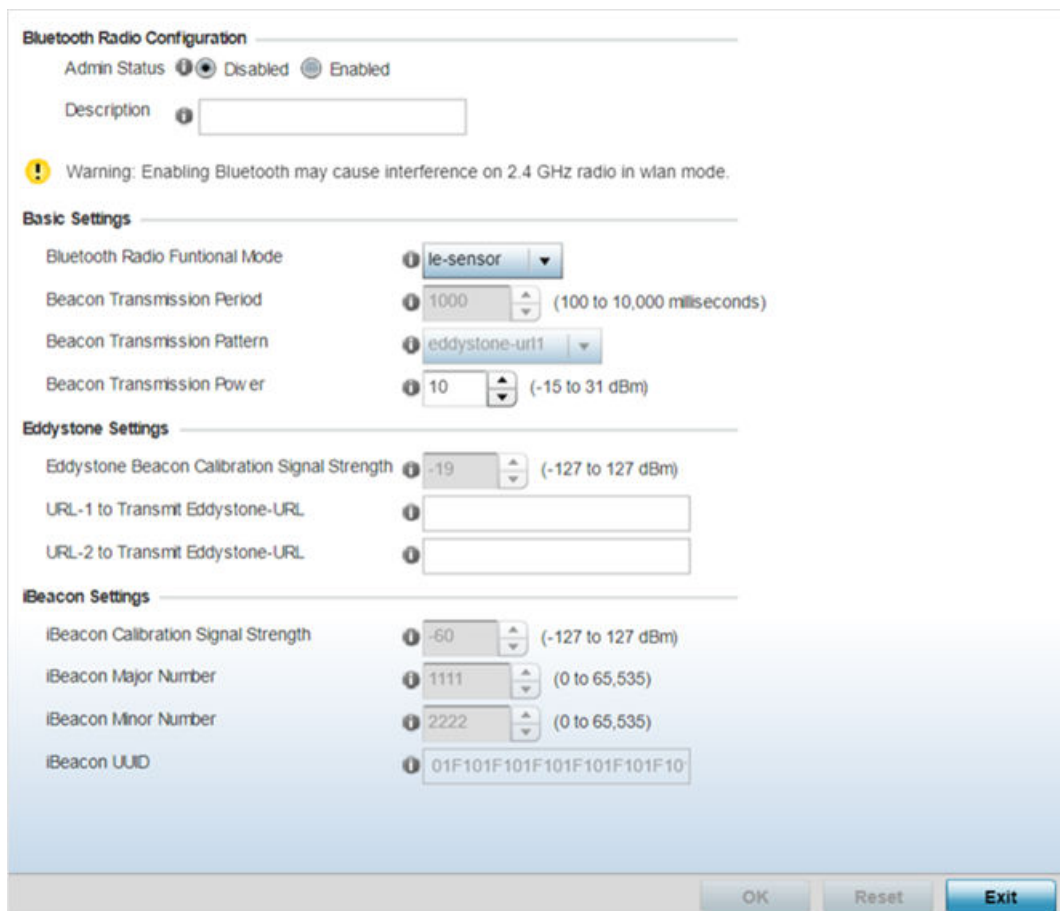 Bluetooth Radio Configuration
Admin Status Disabled Enabled
Description
Warning: Enabling Bluetooth may cause interference on 2.4 GHz radio in wlan mode.
Basic Settings
Bluetooth Radio Funtional Mode le-sensor
Beacon Transmission Period 1000 (100 to 10,000 milliseconds)
Beacon Transmission Pattern eddystone-url1
Beacon Transmission Power 10 (-15 to 31 dBm)
Eddystone Settings
Eddystone Beacon Calibration Signal Strength -19 (-127 to 127 dBm)
URL-1 to Transmit Eddystone-URL
URL-2 to Transmit Eddystone-URL
iBeacon Settings
iBeacon Calibration Signal Strength -60 (-127 to 127 dBm)
iBeacon Major Number 1111 (0 to 65,535)
iBeacon Minor Number 2222 (0 to 65,535)
iBeacon UUID 01F101F101F101F101F101F10
OK Reset Exit